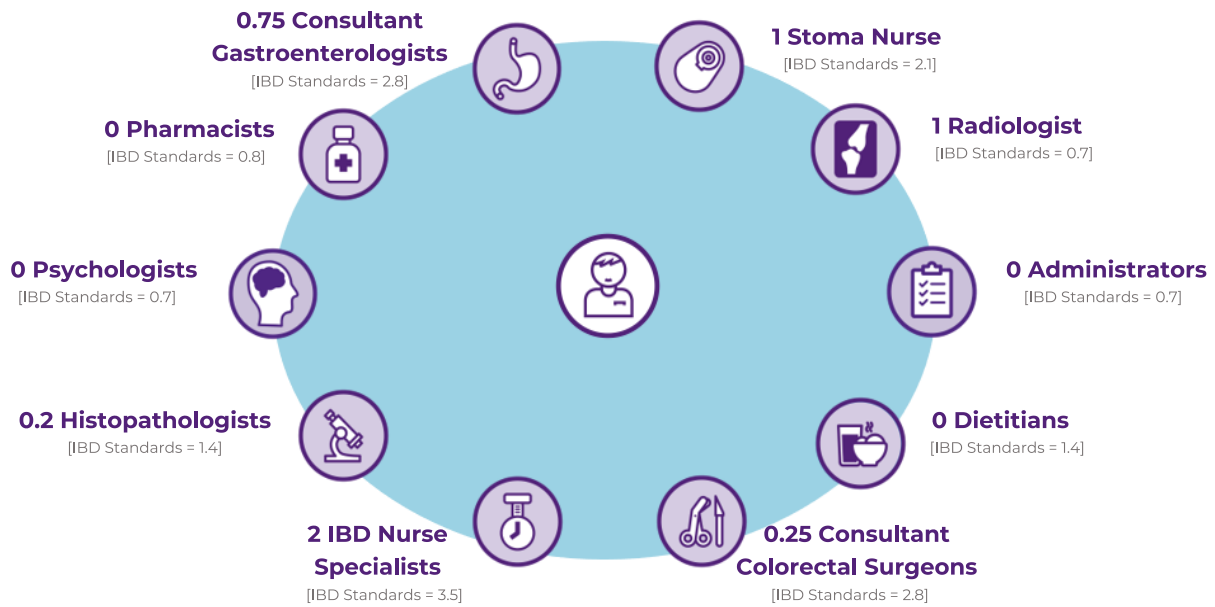 0.75 Consultant
Gastroenterologists
[IBD Standards = 2.8]
1 Stoma Nurse
[IBD Standards = 2.1]
0 Pharmacists
[IBD Standards = 0.8]
1 Radiologist
[IBD Standards = 0.7]
0 Psychologists
[IBD Standards = 0.7]
0 Administrators
[IBD Standards = 0.7]
0.2 Histopathologists
[IBD Standards = 1.4]
0 Dietitians
[IBD Standards = 1.4]
2 IBD Nurse
Specialists
[IBD Standards = 3.5]
0.25 Consultant
Colorectal Surgeons
[IBD Standards = 2.8]